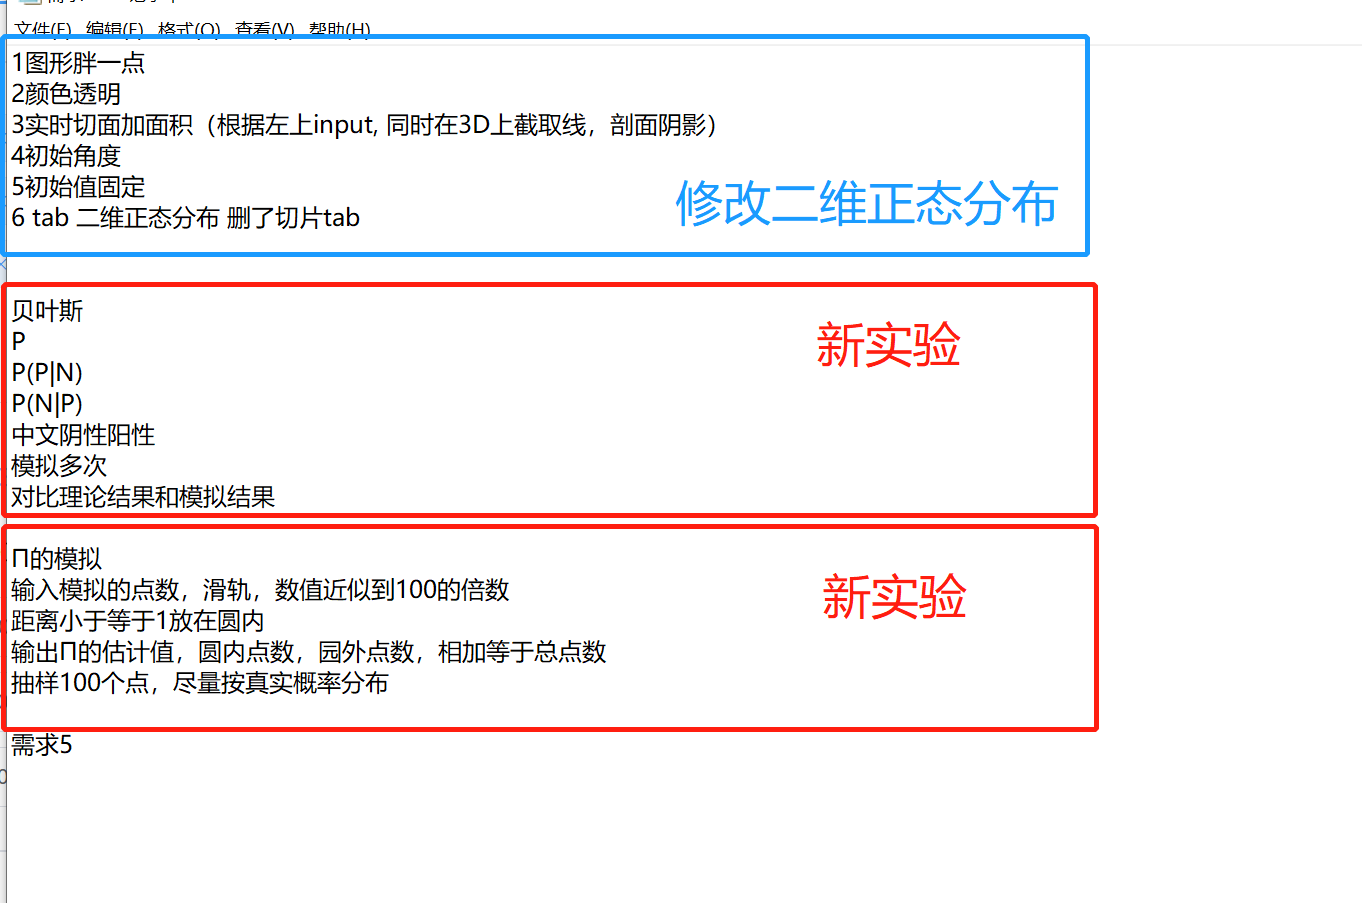 文件(F) 编辑(E) 格式(O) 查看(V) 帮助(H)
1图形胖一点
2颜色透明
3实时切面加面积（根据左上input, 同时在3D上截取线，剖面阴影）
4初始角度
5初始值固定
6 tab 二维正态分布 删了切片tab
修改二维正态分布
贝叶斯
P
P(P|N)
P(N|P)
中文阴性阳性
模拟多次
对比理论结果和模拟结果
新实验
Π的模拟
输入模拟的点数，滑轨，数值近似到100的倍数
距离小于等于1放在圆内
输出Π的估计值，圆内点数，园外点数，相加等于总点数
抽样100个点，尽量按真实概率分布
新实验
需求5